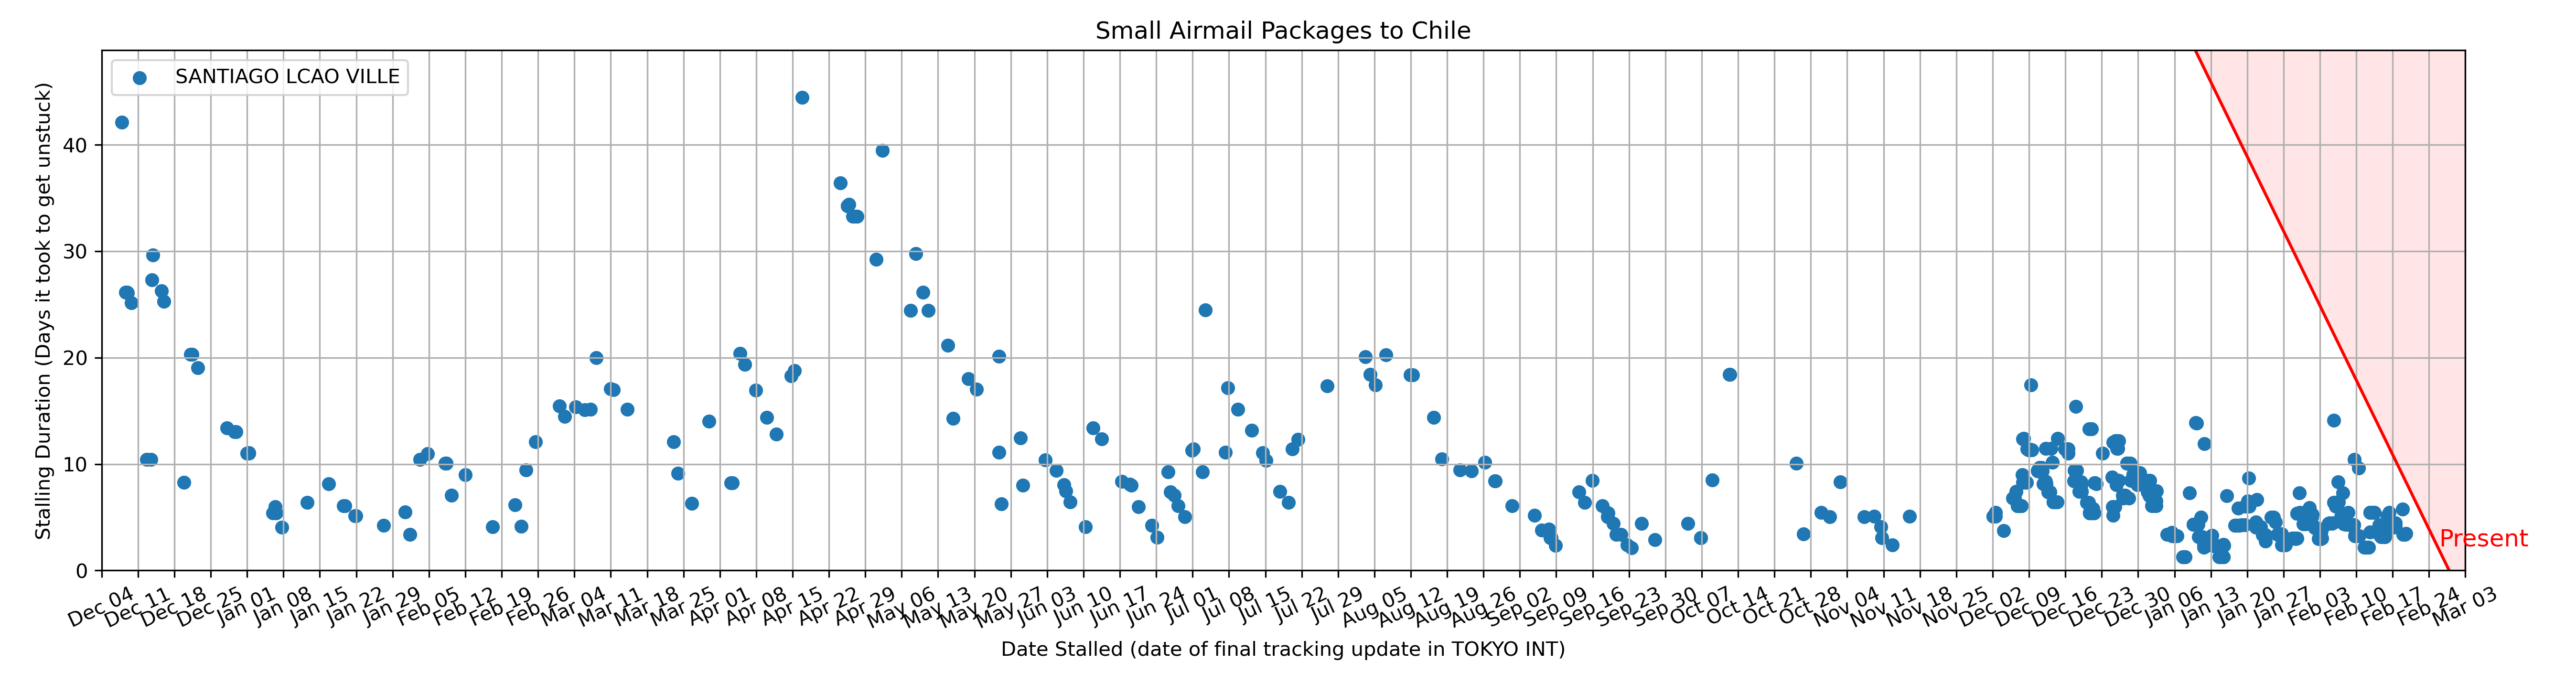 Small Airmail Packages to Chile
SANTIAGO LCAO VILLE
Stalling Duration (Days it took to get unstuck)
40
30
20
10
0
Present
Dec 04
Dec 11
Dec 18
Dec 25
Jan 01
Jan 08
Jan 15
Jan 22
Jan 29
Feb 05
Feb 12
Feb 19
Feb 26
Mar 04
Mar 11
Mar 18
Mar 25
Apr 01
Apr 08
Apr 15
Apr 22
Apr 29
May 06
May 13
May 20
May 27
Jun 03
Jun 10
Jun 17
Jun 24
Jul 01
Jul 08
Jul 15
Jul 22
Jul 29
Aug 05
Aug 12
Aug 19
Aug 26
Sep 02
Sep 09
Sep 16
Sep 23
Sep 30
Oct 07
Oct 14
Oct 21
Oct 28
Nov 04
Nov 11
Nov 18
Nov 25
Dec 02
Dec 09
Dec 16
Dec 23
Dec 30
Jan 06
Jan 13
Jan 20
Jan 27
Feb 03
Feb 10
Feb 17
Feb 24
Mar 03
Date Stalled (date of final tracking update in TOKYO INT)